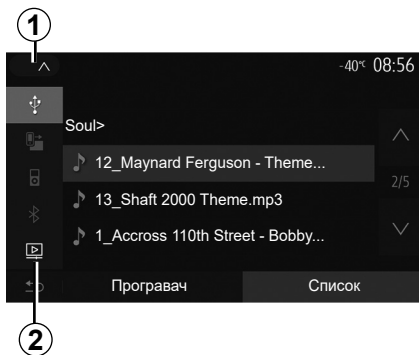 1
-40°C 08:56
Soul>
12_Maynard Ferguson - Theme...
13_Shaft 2000 Theme.mp3
2/5
1_Accross 110th Street - Bobby...
Програвач Список
2